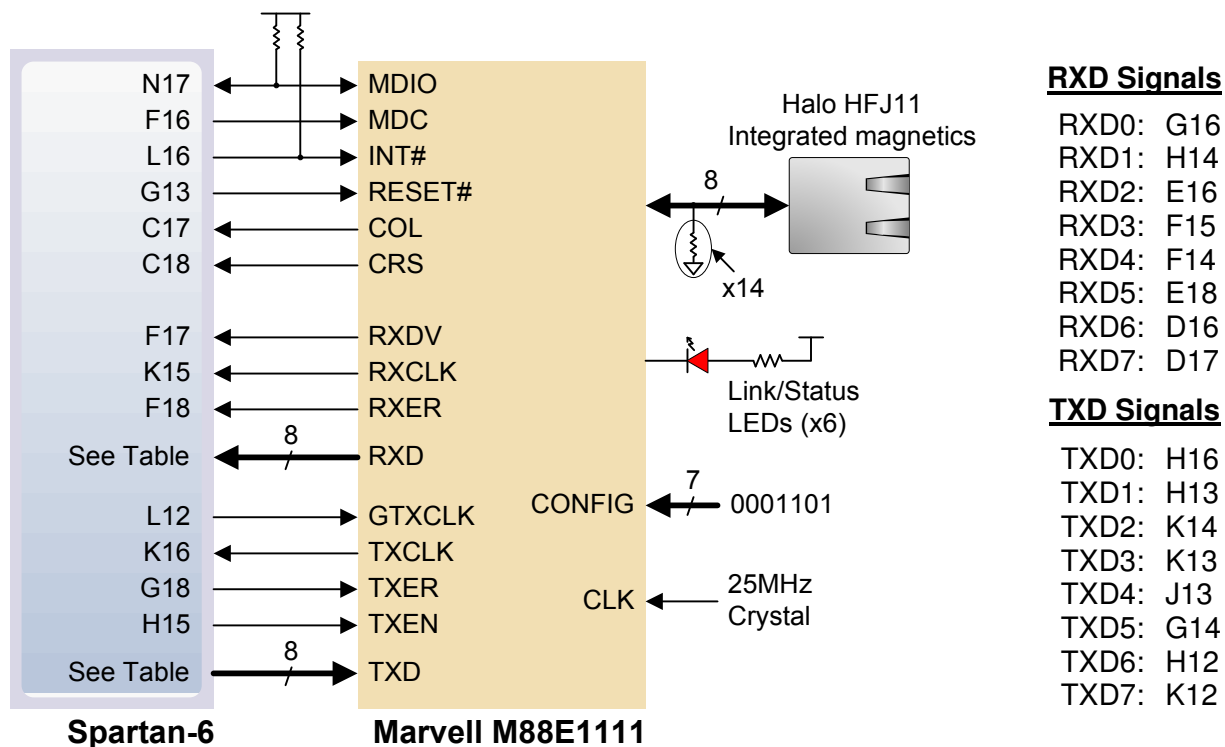 N17 MDIO
F16 MDC
L16 INT#
G13 RESET#
C17 COL
C18 CRS
F17 RXDV
K15 RXCLK
F18 RXER
See Table 8 RXD
L12 GTXCLK
K16 TXCLK
G18 TXER
H15 TXEN
See Table 8 TXD
Spartan-6
Marvell M88E1111
Halo HFJ11
Integrated magnetics
8
x14
Link/Status
LEDs (x6)
CONFIG 7 0001101
CLK 25MHz
Crystal
RXD Signals
RXD0: G16
RXD1: H14
RXD2: E16
RXD3: F15
RXD4: F14
RXD5: E18
RXD6: D16
RXD7: D17
TXD Signals
TXD0: H16
TXD1: H13
TXD2: K14
TXD3: K13
TXD4: J13
TXD5: G14
TXD6: H12
TXD7: K12